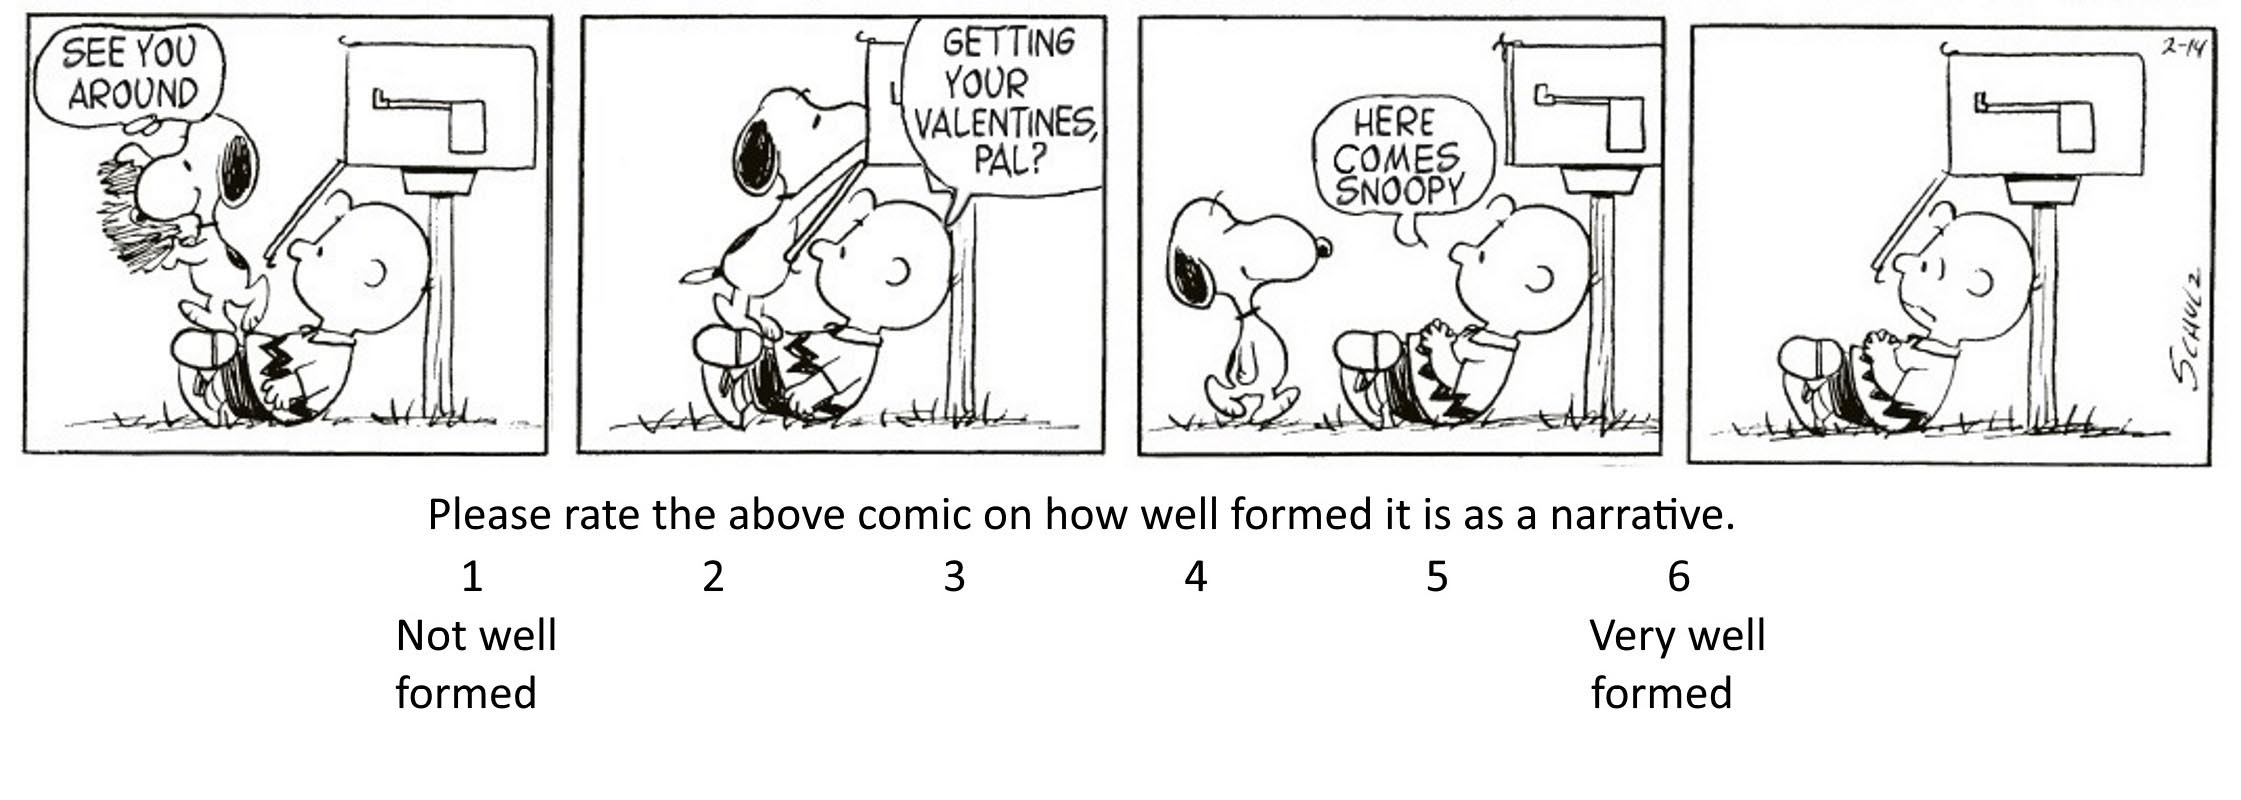 SEE YOU
AROUND
GETTING
YOUR
VALENTINES,
PAL?
HERE
COMES
SNOOPY
2-14
SCHULZ
Please rate the above comic on how well formed it is as a narrative.
1 2 3 4 5 6
Not well
formed
Very well
formed